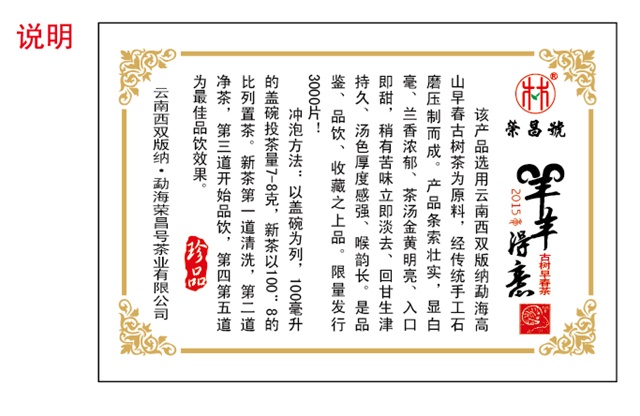 说明
林®
荣昌號
羊羊得意
2015年
古树早春茶
该产品选用云南西双版纳勐海高
山早春古树茶为原料，经传统手工石
磨压制而成。产品条索壮实，显白
毫、兰香浓郁、茶汤金黄明亮、入口
即甜，稍有苦味立即淡去、回甘生津
持久、汤色厚度感强、喉韵长。是品
鉴、品饮、收藏之上品。限量发行
3000片！
冲泡方法：以盖碗为列，100毫升
的盖碗投茶量7-8克，新茶以100：8的
比列置茶。新茶第一道清洗，第二道
净茶，第三道开始品饮，第四第五道
为最佳品饮效果。
珍品
云南西双版纳·勐海荣昌号茶业有限公司